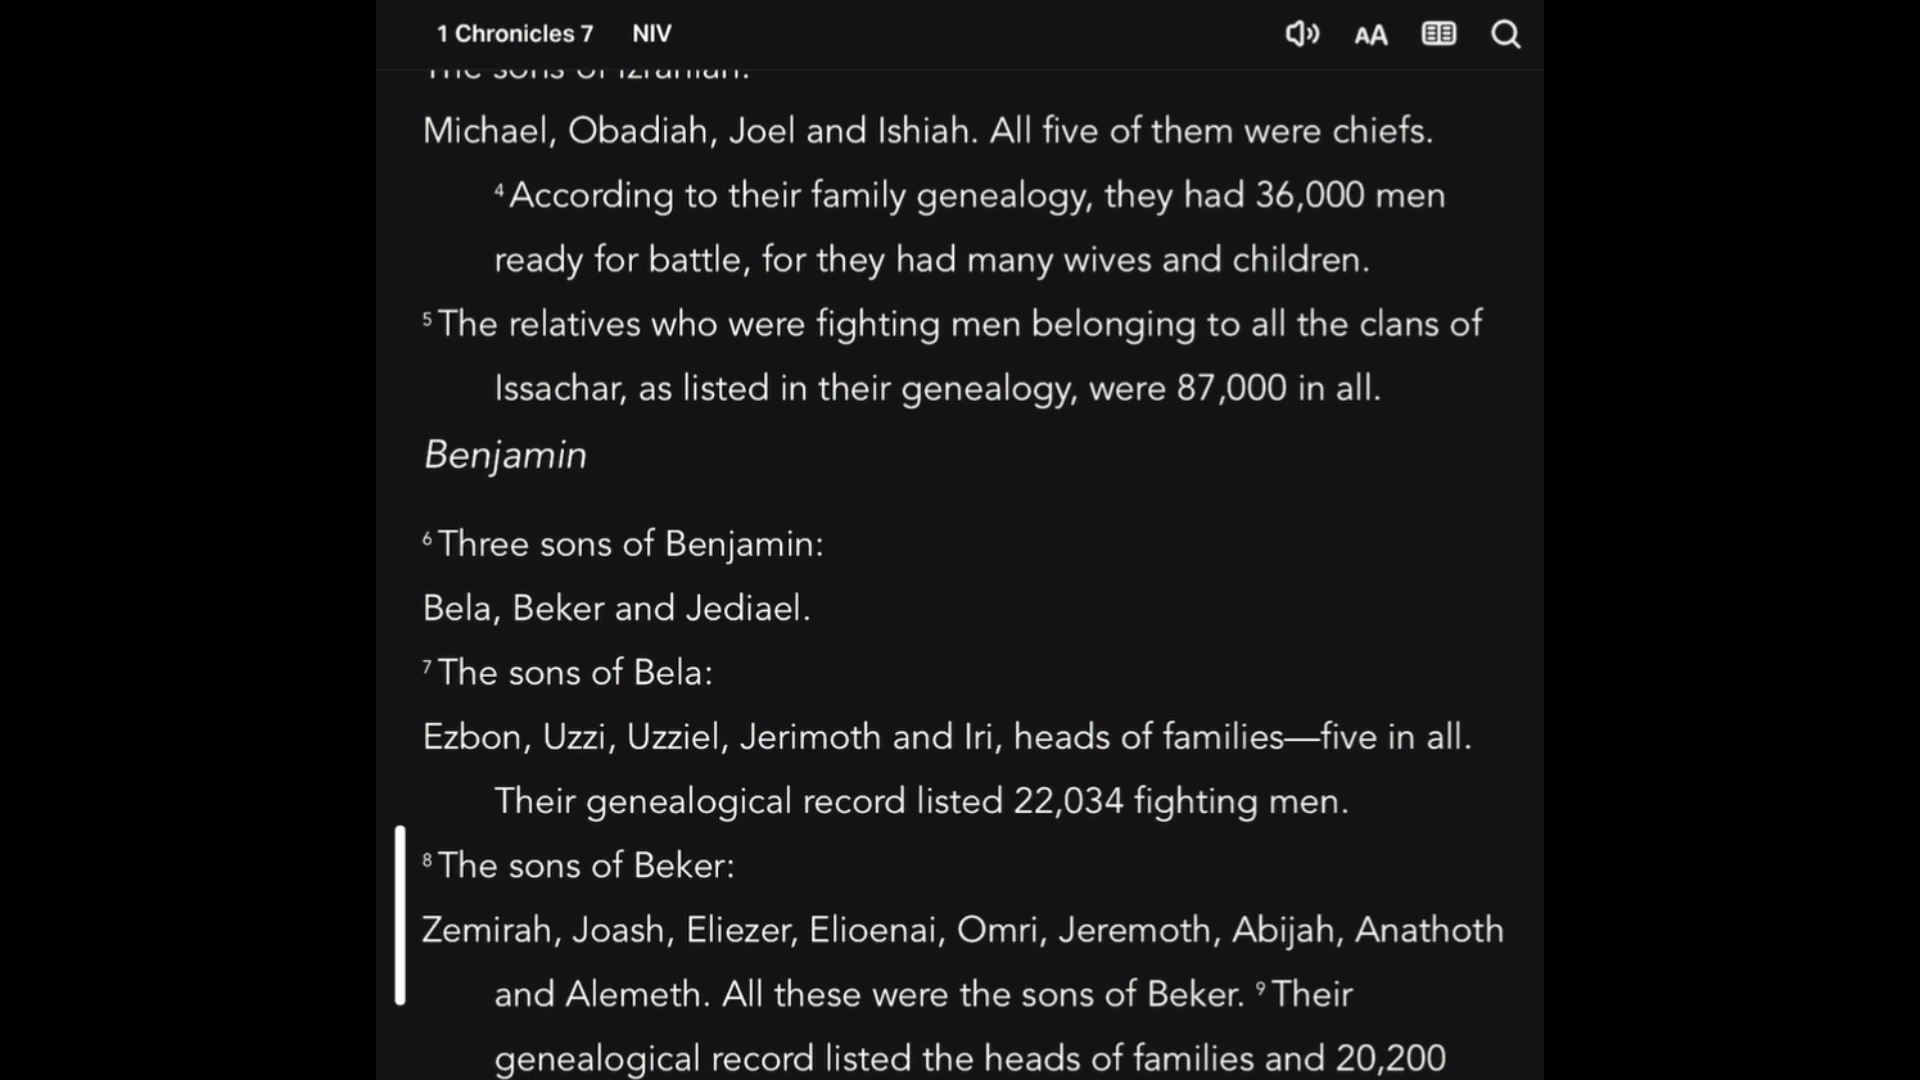 1 Chronicles 7 NIV AA
The sons of Izrahiah:
Michael, Obadiah, Joel and Ishiah. All five of them were chiefs.
4 According to their family genealogy, they had 36,000 men
ready for battle, for they had many wives and children.
5 The relatives who were fighting men belonging to all the clans of
Issachar, as listed in their genealogy, were 87,000 in all.
Benjamin
6 Three sons of Benjamin:
Bela, Beker and Jediael.
7 The sons of Bela:
Ezbon, Uzzi, Uzziel, Jerimoth and Iri, heads of families—five in all.
Their genealogical record listed 22,034 fighting men.
8 The sons of Beker:
Zemirah, Joash, Eliezer, Elioenai, Omri, Jeremoth, Abijah, Anathoth
and Alemeth. All these were the sons of Beker. 9 Their
genealogical record listed the heads of families and 20,200